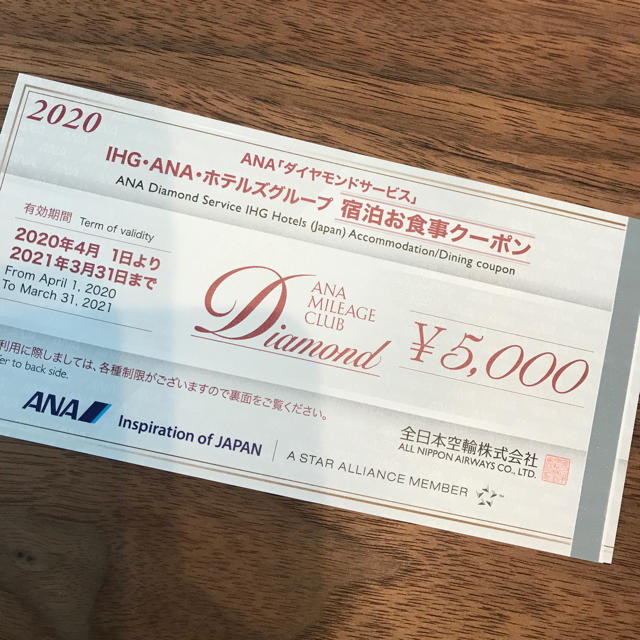 2020
ANA「ダイヤモンドサービス」
IHG・ANA・ホテルズグループ 宿泊お食事クーポン
ANA Diamond Service IHG Hotels (Japan) Accommodation/Dining coupon
有効期間 Term of validity
2020年4月 1日より
2021年3月31日まで
From April 1, 2020
To March 31, 2021
ANA
MILEAGE
CLUB
Diamond
¥5,000
利用に際しましては、各種制限がございますので裏面をご覧ください。
to back side.
ANA Inspiration of JAPAN
A STAR ALLIANCE MEMBER
全日本空輸株式会社
ALL NIPPON AIRWAYS CO., LTD.